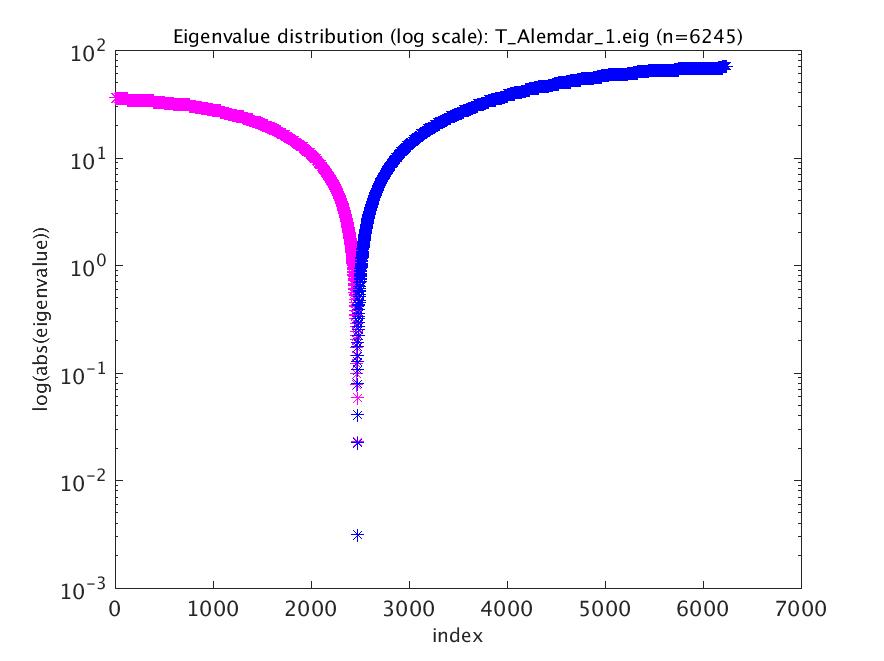 Eigenvalue distribution (log scale): T_Alemdar_1.eig (n=6245)
10^2
10^1
10^0
10^-1
10^-2
10^-3
log(abs(eigenvalue))
0 1000 2000 3000 4000 5000 6000 7000
index